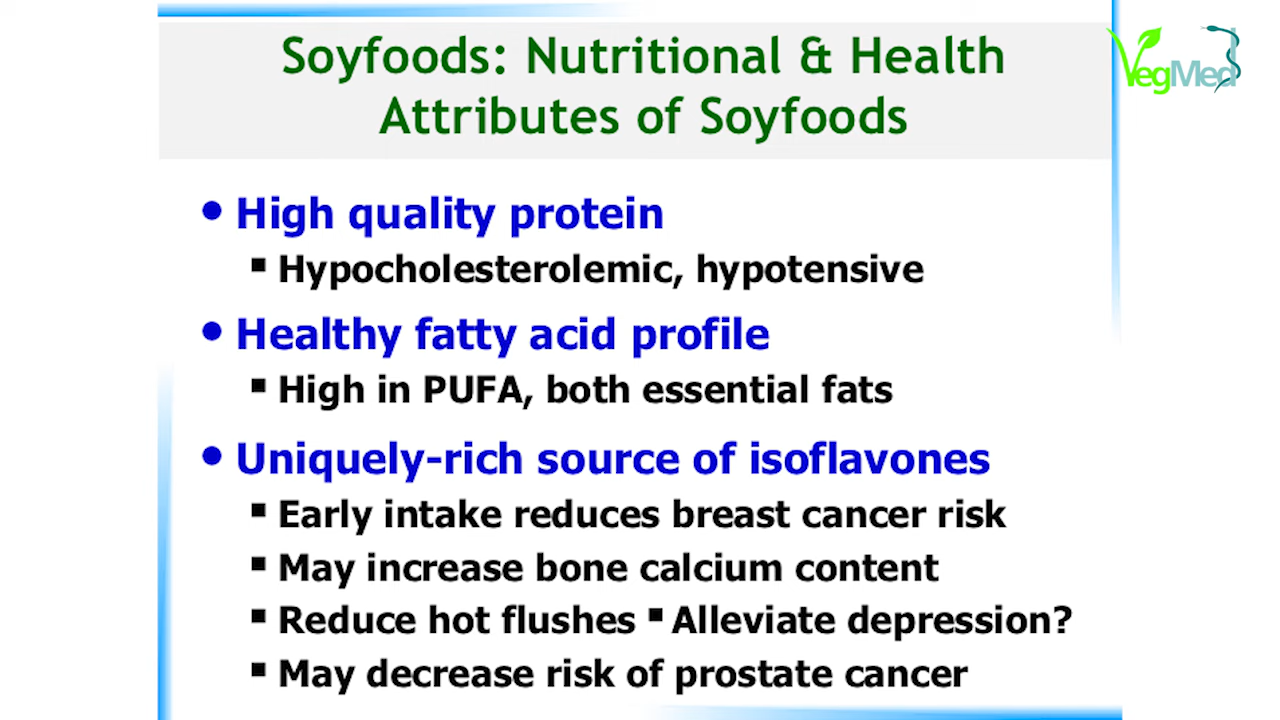 Soyfoods: Nutritional & Health
Attributes of Soyfoods
VegMed
• High quality protein
▪ Hypocholesterolemic, hypotensive
• Healthy fatty acid profile
▪ High in PUFA, both essential fats
• Uniquely-rich source of isoflavones
▪ Early intake reduces breast cancer risk
▪ May increase bone calcium content
▪ Reduce hot flushes ▪ Alleviate depression?
▪ May decrease risk of prostate cancer